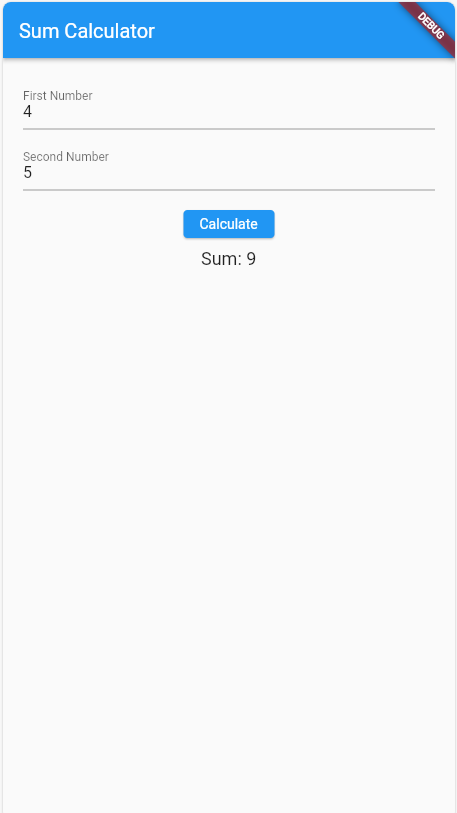 Sum Calculator
DEBUG
First Number
4
Second Number
5
Calculate
Sum: 9